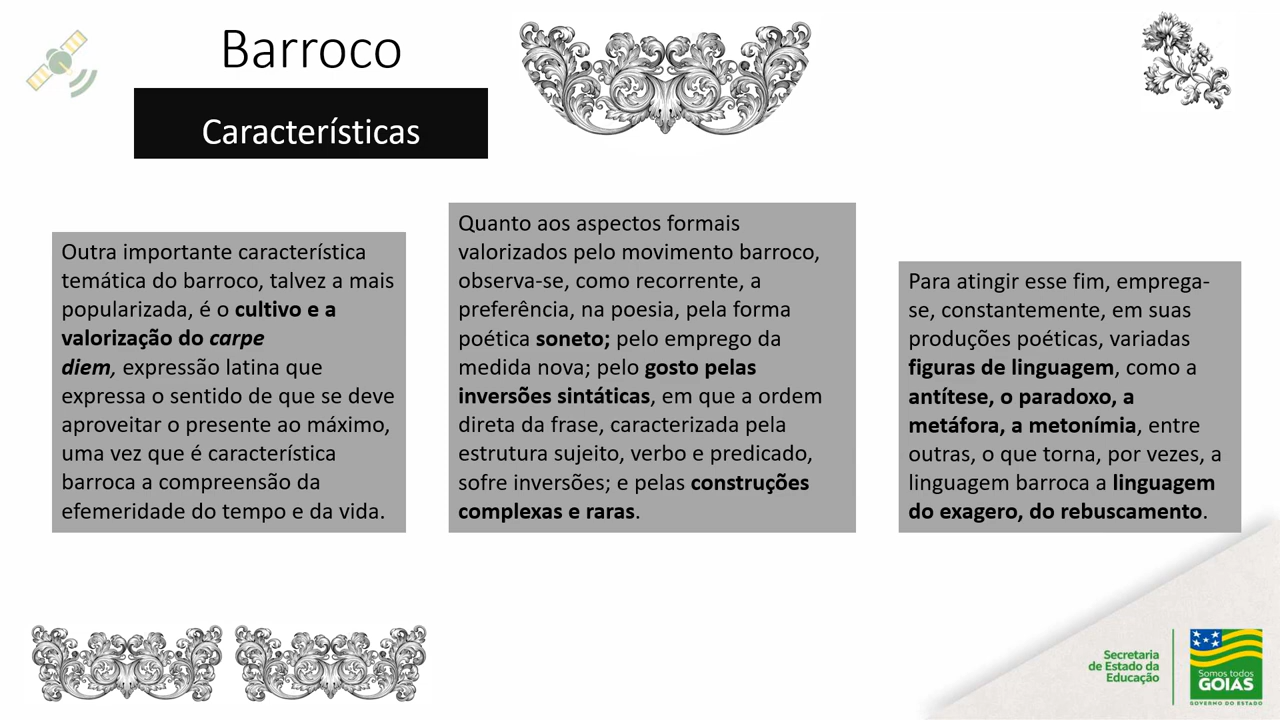 Barroco
Características
Outra importante característica
temática do barroco, talvez a mais
popularizada, é o cultivo e a
valorização do carpe
diem, expressão latina que
expressa o sentido de que se deve
aproveitar o presente ao máximo,
uma vez que é característica
barroca a compreensão da
efemeridade do tempo e da vida.
Quanto aos aspectos formais
valorizados pelo movimento barroco,
observa-se, como recorrente, a
preferência, na poesia, pela forma
poética soneto; pelo emprego da
medida nova; pelo gosto pelas
inversões sintáticas, em que a ordem
direta da frase, caracterizada pela
estrutura sujeito, verbo e predicado,
sofre inversões; e pelas construções
complexas e raras.
Para atingir esse fim, emprega-
se, constantemente, em suas
produções poéticas, variadas
figuras de linguagem, como a
antítese, o paradoxo, a
metáfora, a metonímia, entre
outras, o que torna, por vezes, a
linguagem barroca a linguagem
do exagero, do rebuscamento.
Secretaria
de Estado da
Educação
Somos todos
GOIÁS
GOVERNO DO ESTADO